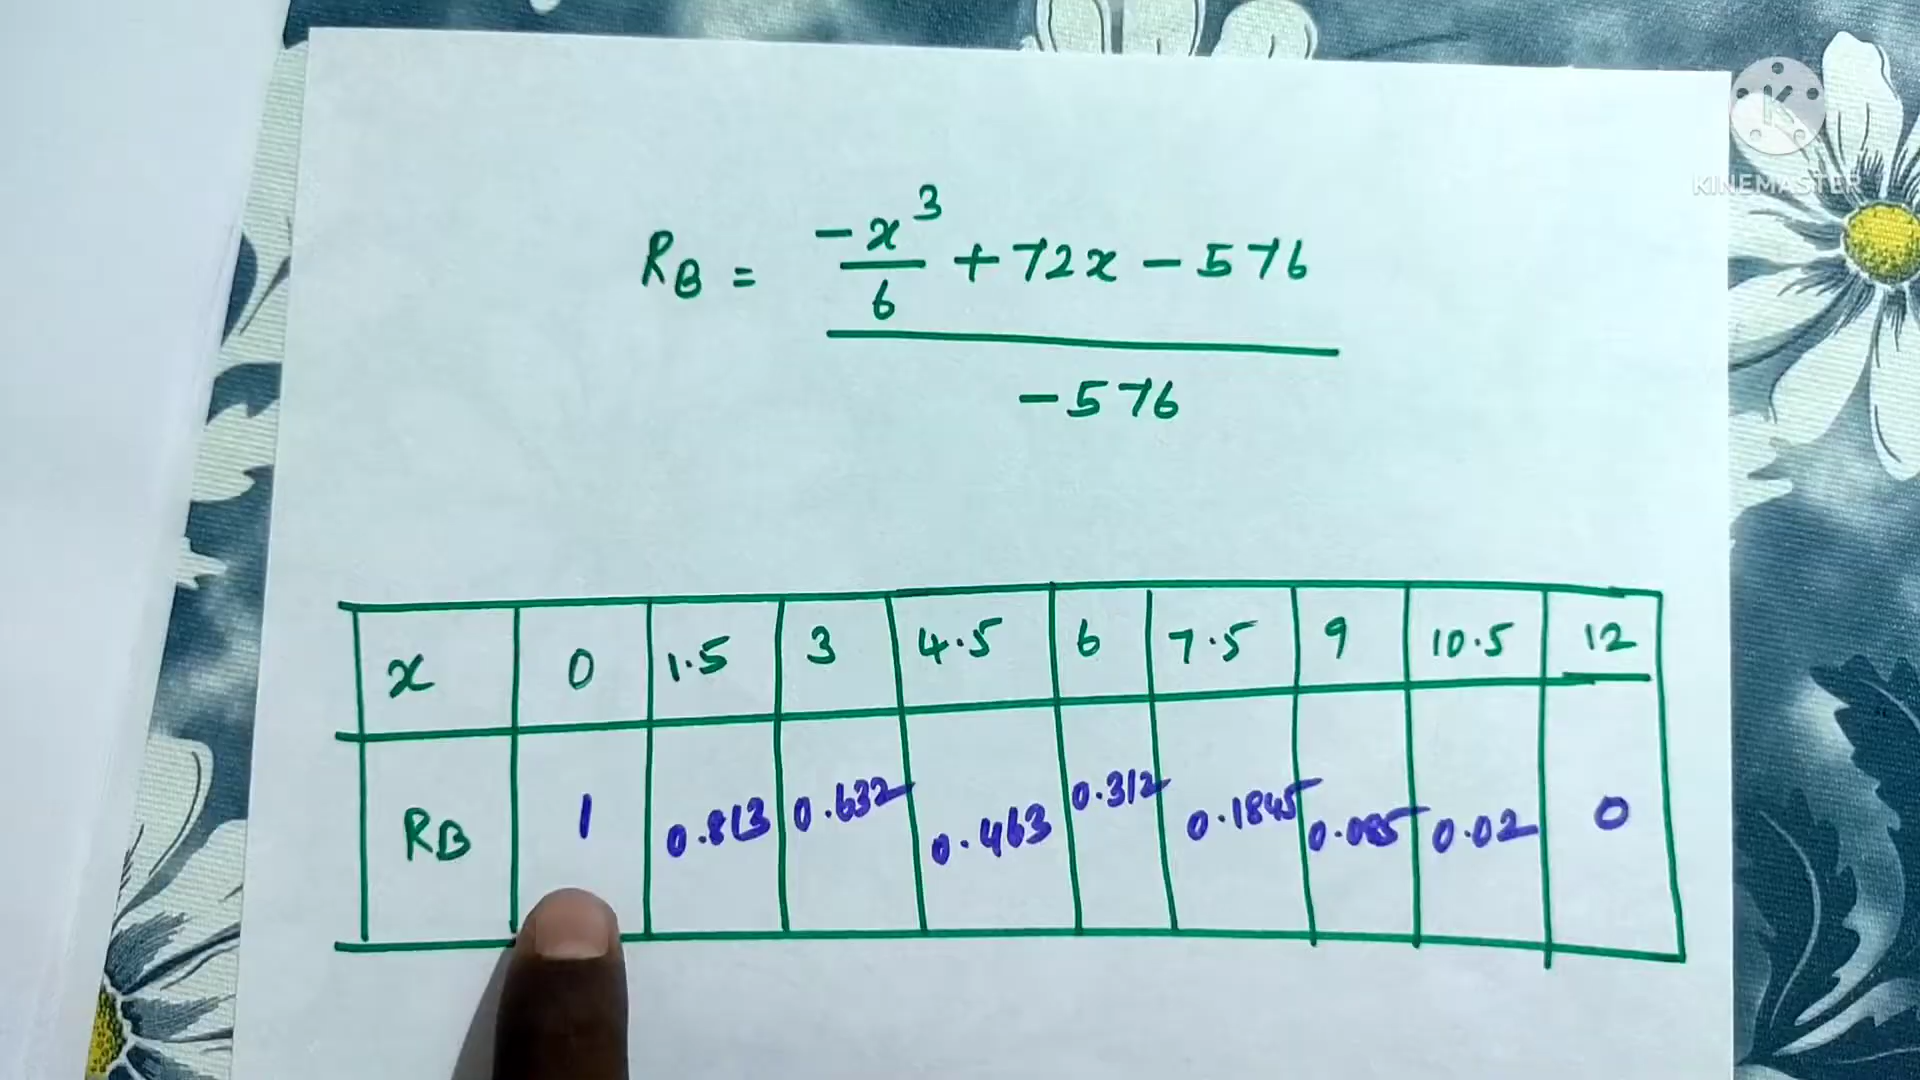 KINEMASTER
R_B = (-x³/6 + 72x - 576) / -576
x 0 1.5 3 4.5 6 7.5 9 10.5 12
R_B 1 0.813 0.632 0.463 0.312 0.1845 0.085 0.02 0